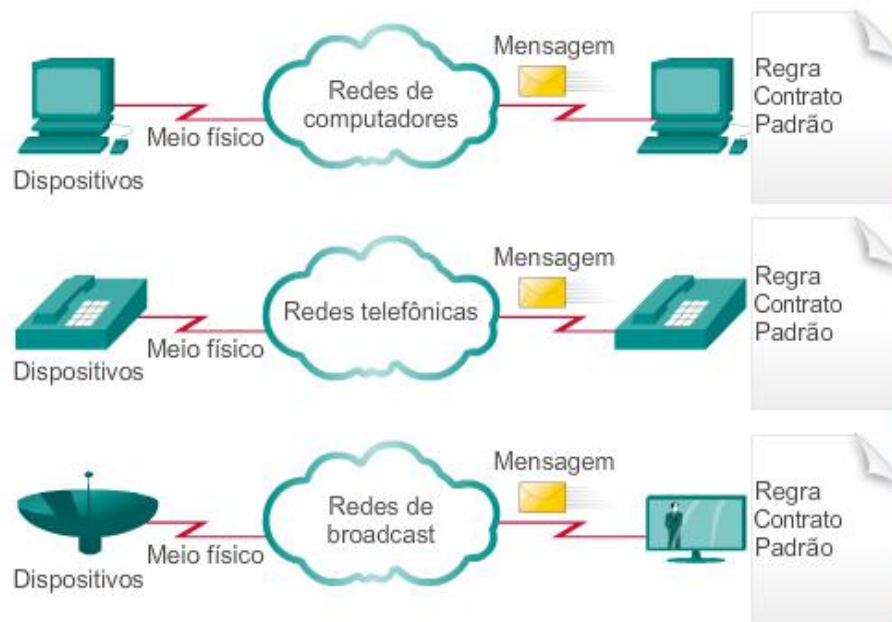 Mensagem
Redes de
computadores
Regra
Contrato
Padrão
Meio físico
Dispositivos
Mensagem
Redes telefônicas
Regra
Contrato
Padrão
Meio físico
Dispositivos
Mensagem
Redes de
broadcast
Regra
Contrato
Padrão
Meio físico
Dispositivos